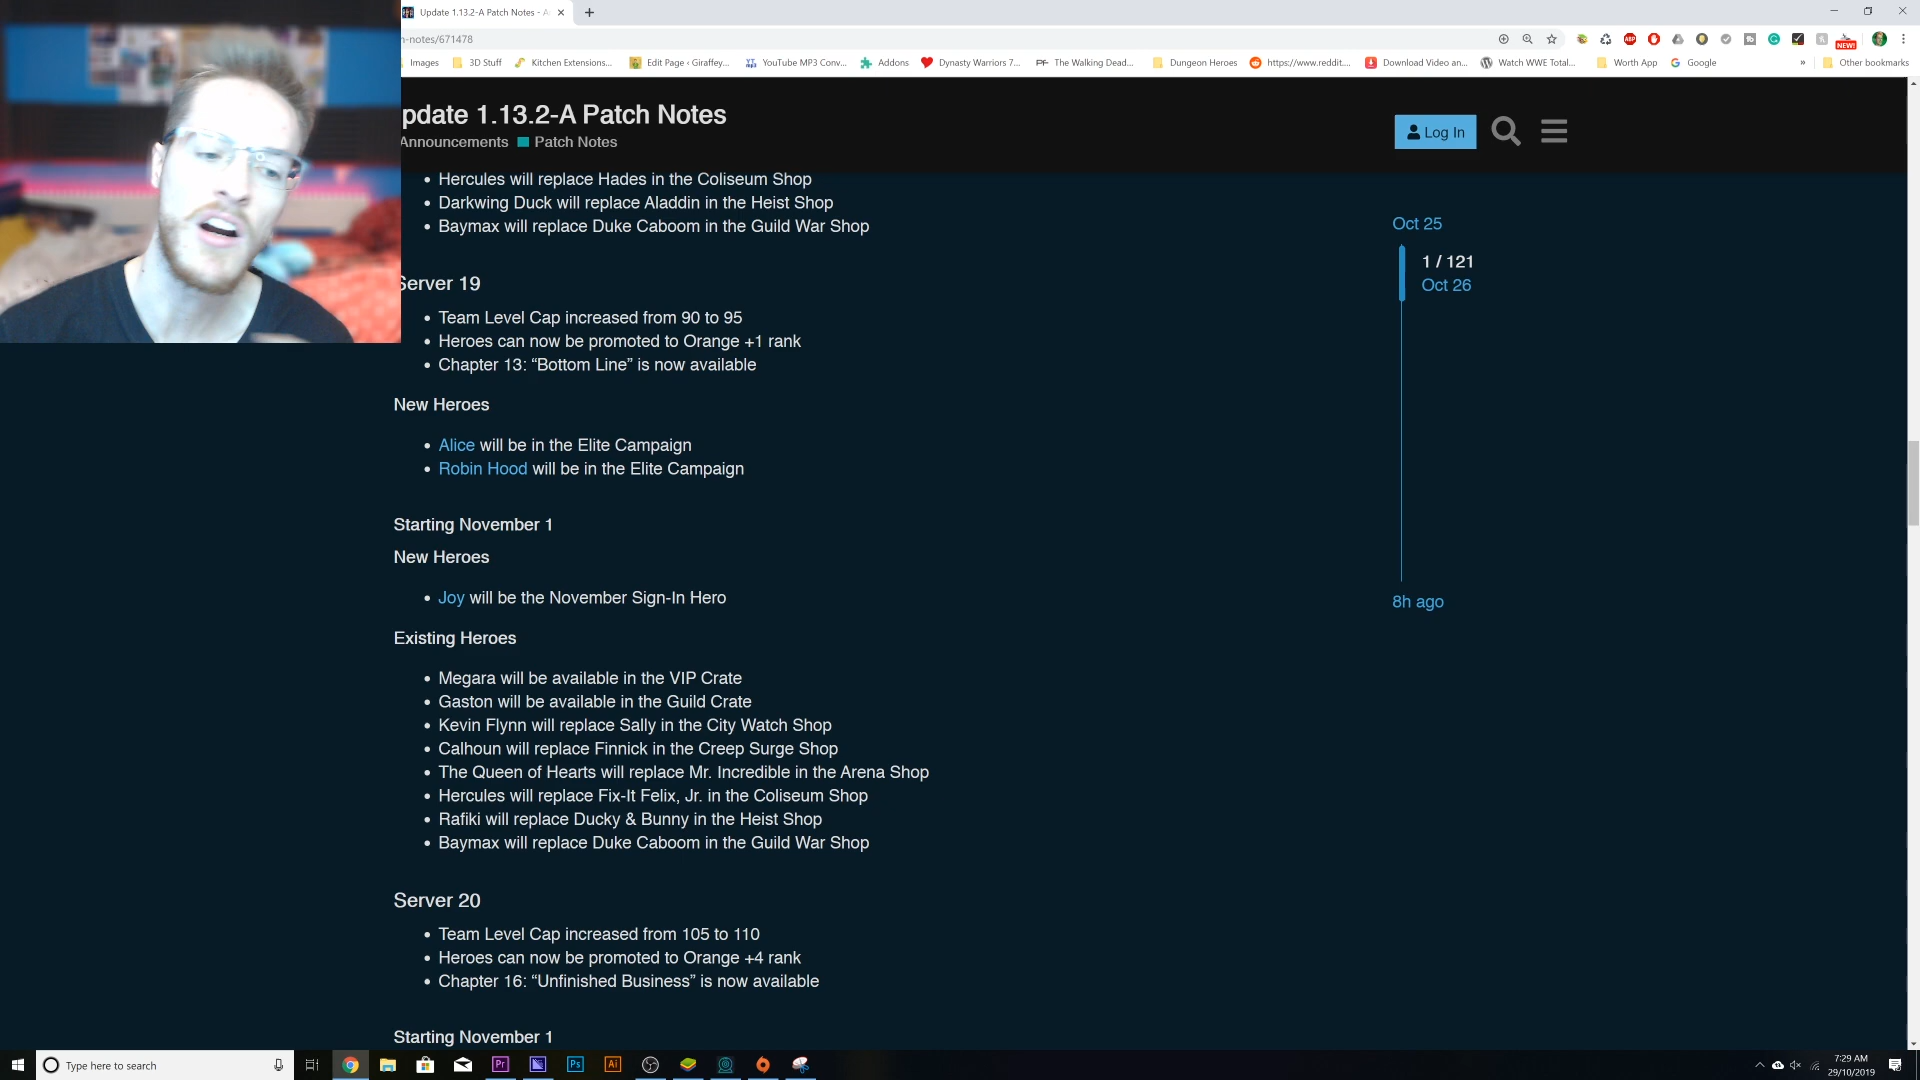 Update 1.13.2-A Patch Notes - A
n-notes/671478
Images 3D Stuff Kitchen Extensions... Edit Page ‹ Giraffey... YouTube MP3 Conv... Addons Dynasty Warriors 7... The Walking Dead... Dungeon Heroes https://www.reddit.... Download Video an... Watch WWE Total... Worth App Google » Other bookmarks
ABP
NEW!
pdate 1.13.2-A Patch Notes
Announcements Patch Notes
Log In
Hercules will replace Hades in the Coliseum Shop
Darkwing Duck will replace Aladdin in the Heist Shop
Baymax will replace Duke Caboom in the Guild War Shop
Oct 25
1 / 121
Oct 26
8h ago
Server 19
Team Level Cap increased from 90 to 95
Heroes can now be promoted to Orange +1 rank
Chapter 13: “Bottom Line” is now available
New Heroes
Alice will be in the Elite Campaign
Robin Hood will be in the Elite Campaign
Starting November 1
New Heroes
Joy will be the November Sign-In Hero
Existing Heroes
Megara will be available in the VIP Crate
Gaston will be available in the Guild Crate
Kevin Flynn will replace Sally in the City Watch Shop
Calhoun will replace Finnick in the Creep Surge Shop
The Queen of Hearts will replace Mr. Incredible in the Arena Shop
Hercules will replace Fix-It Felix, Jr. in the Coliseum Shop
Rafiki will replace Ducky & Bunny in the Heist Shop
Baymax will replace Duke Caboom in the Guild War Shop
Server 20
Team Level Cap increased from 105 to 110
Heroes can now be promoted to Orange +4 rank
Chapter 16: “Unfinished Business” is now available
Starting November 1
Type here to search
Pr
Ps
Ai
7:29 AM
29/10/2019